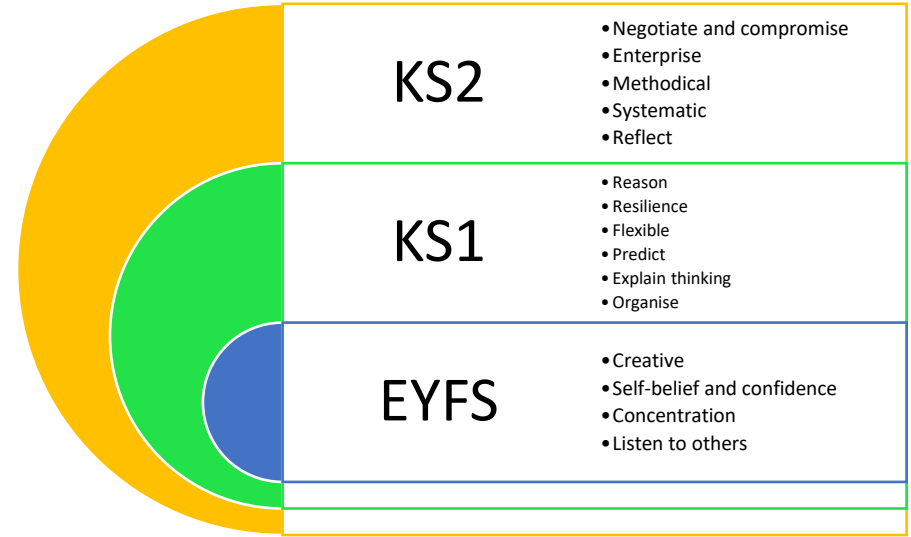 KS2
•Negotiate and compromise
•Enterprise
•Methodical
•Systematic
•Reflect
KS1
•Reason
•Resilience
•Flexible
•Predict
•Explain thinking
•Organise
EYFS
•Creative
•Self-belief and confidence
•Concentration
•Listen to others